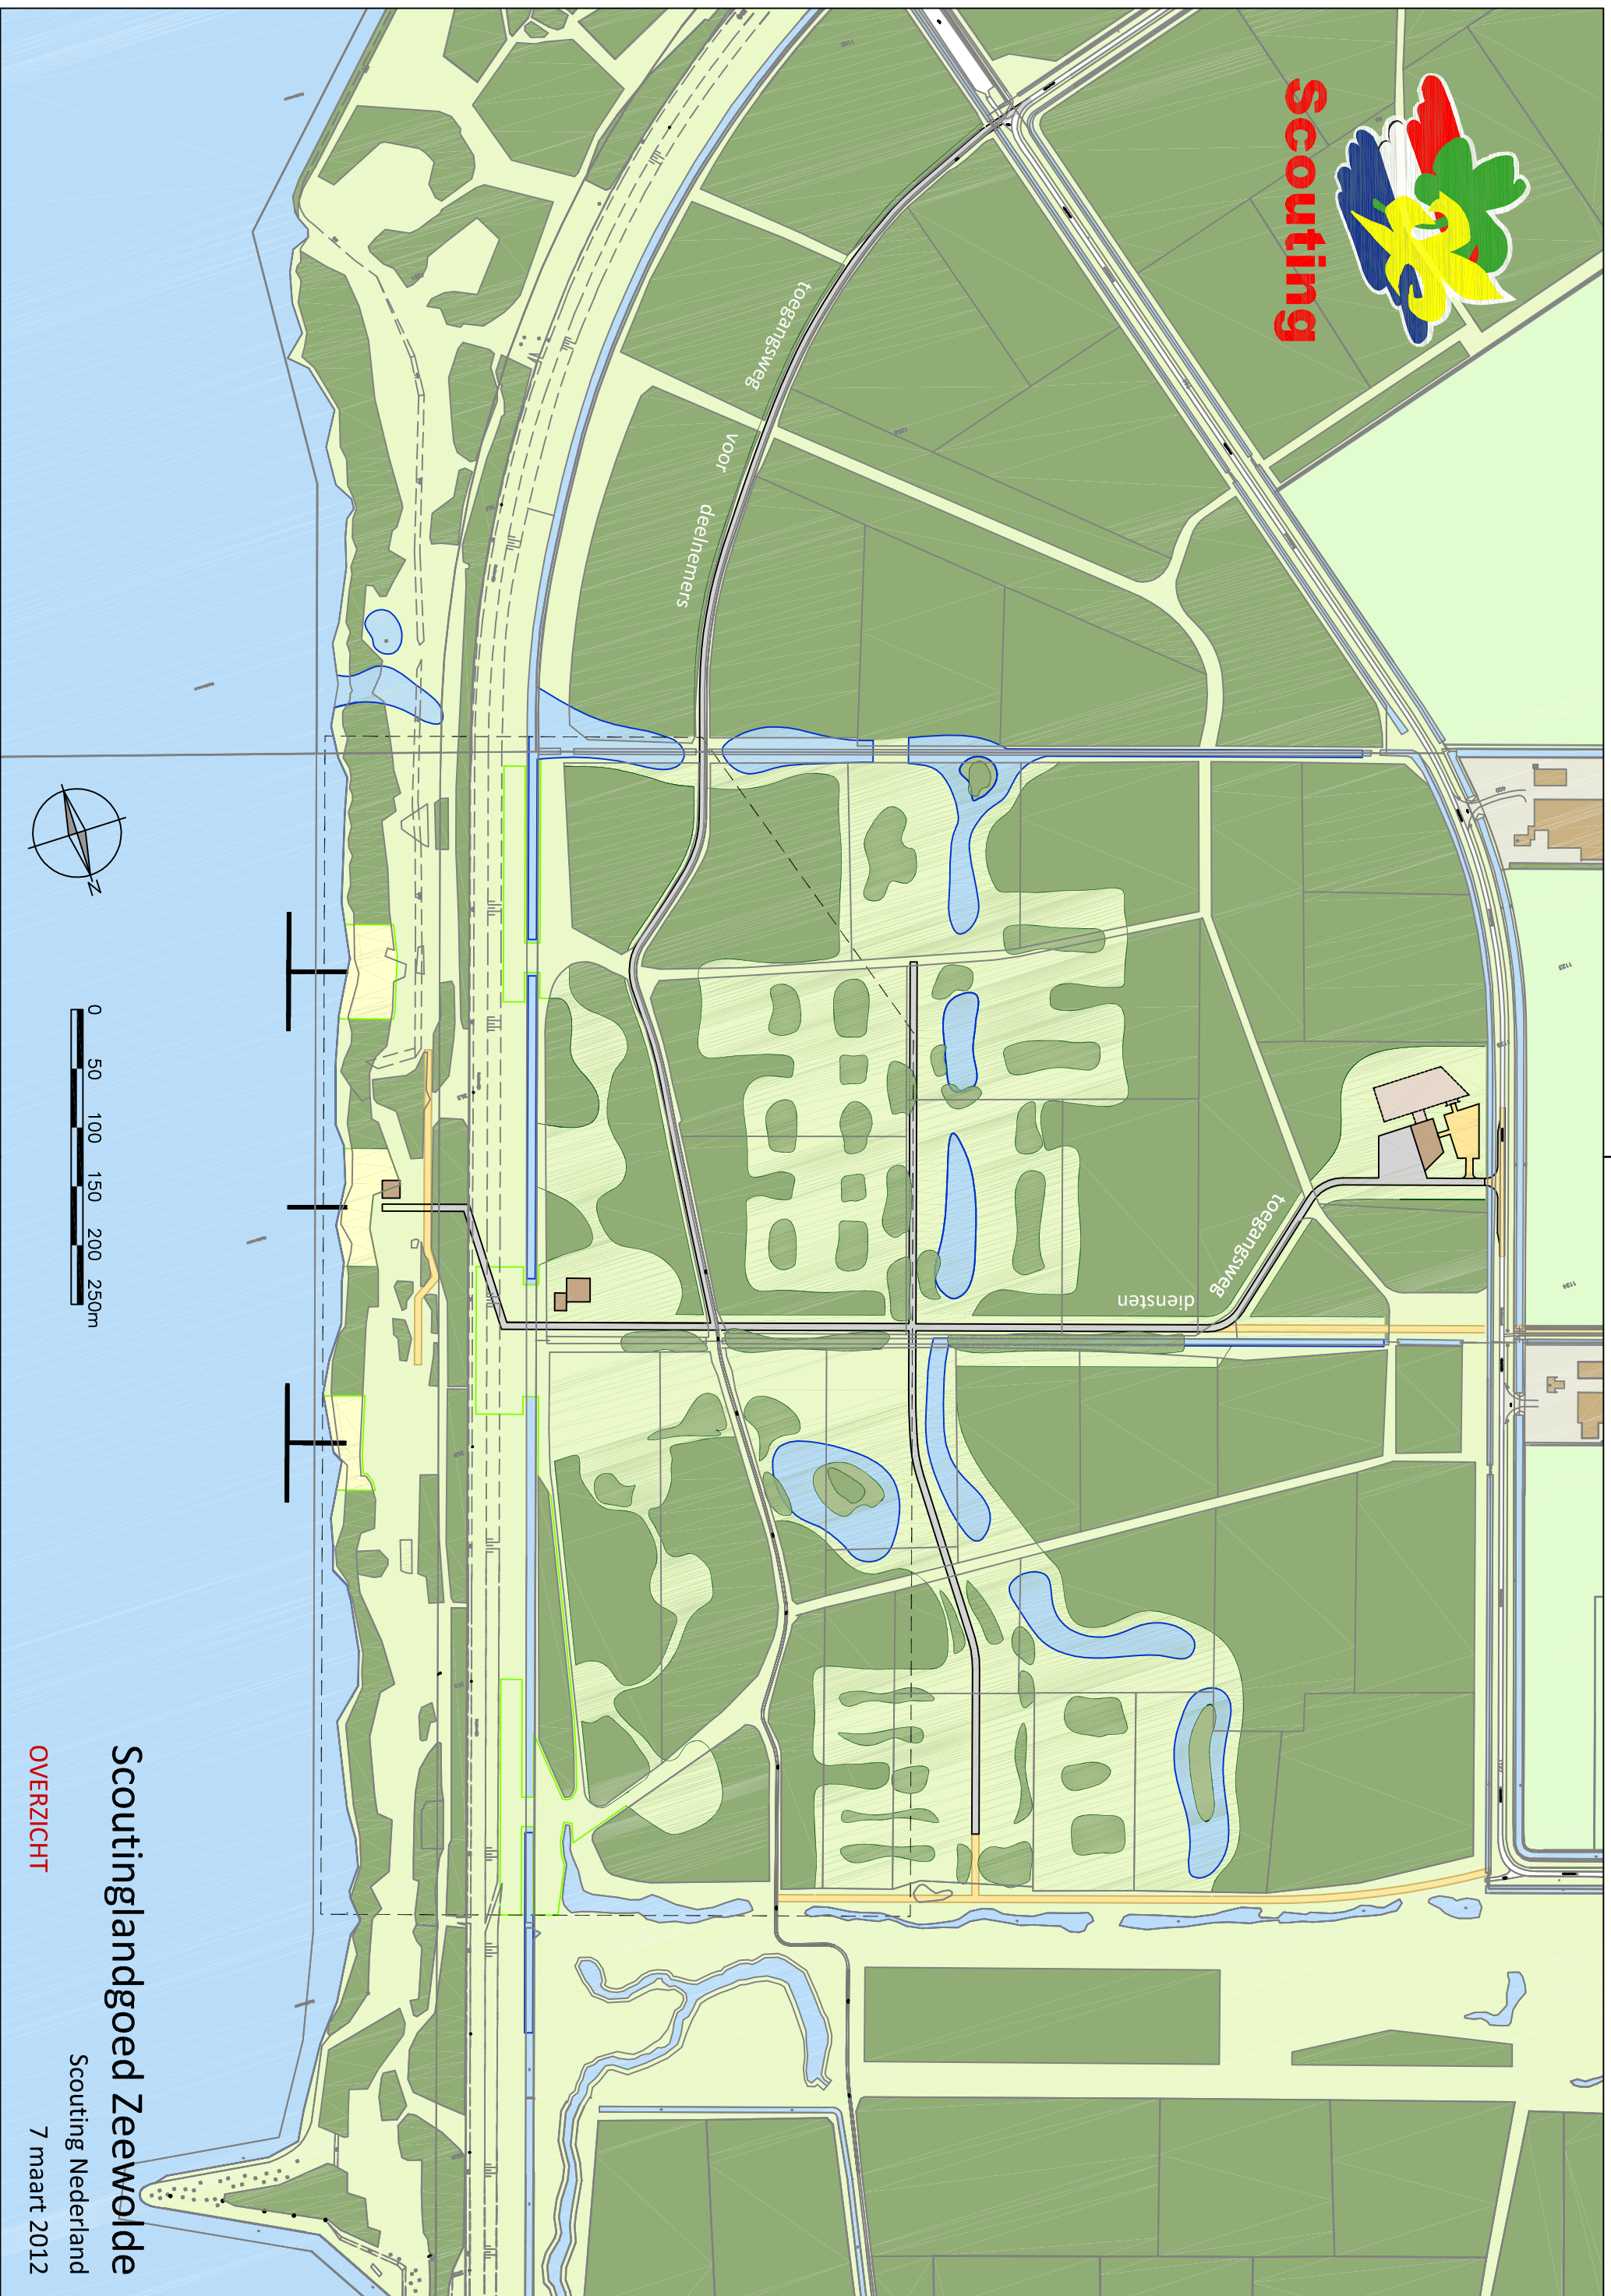 Scouting
toegangsweg
voor
deelnemers
toegangsweg
diensten
N
0 50 100 150 200 250m
Scoutinglandgoed Zeewolde
Scouting Nederland
7 maart 2012
OVERZICHT